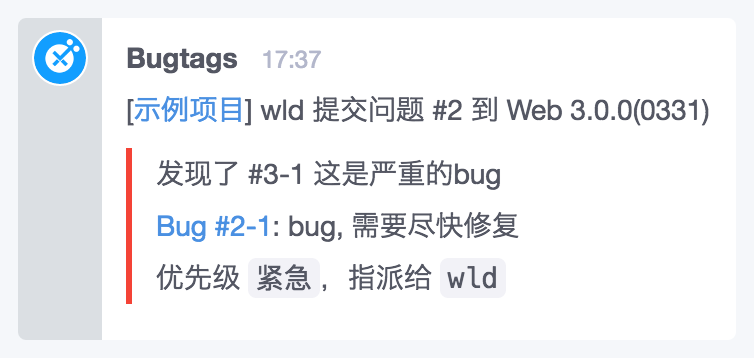 Bugtags 17:37
[示例项目] wld 提交问题 #2 到 Web 3.0.0(0331)
发现了 #3-1 这是严重的bug
Bug #2-1: bug, 需要尽快修复
优先级 紧急, 指派给 wld